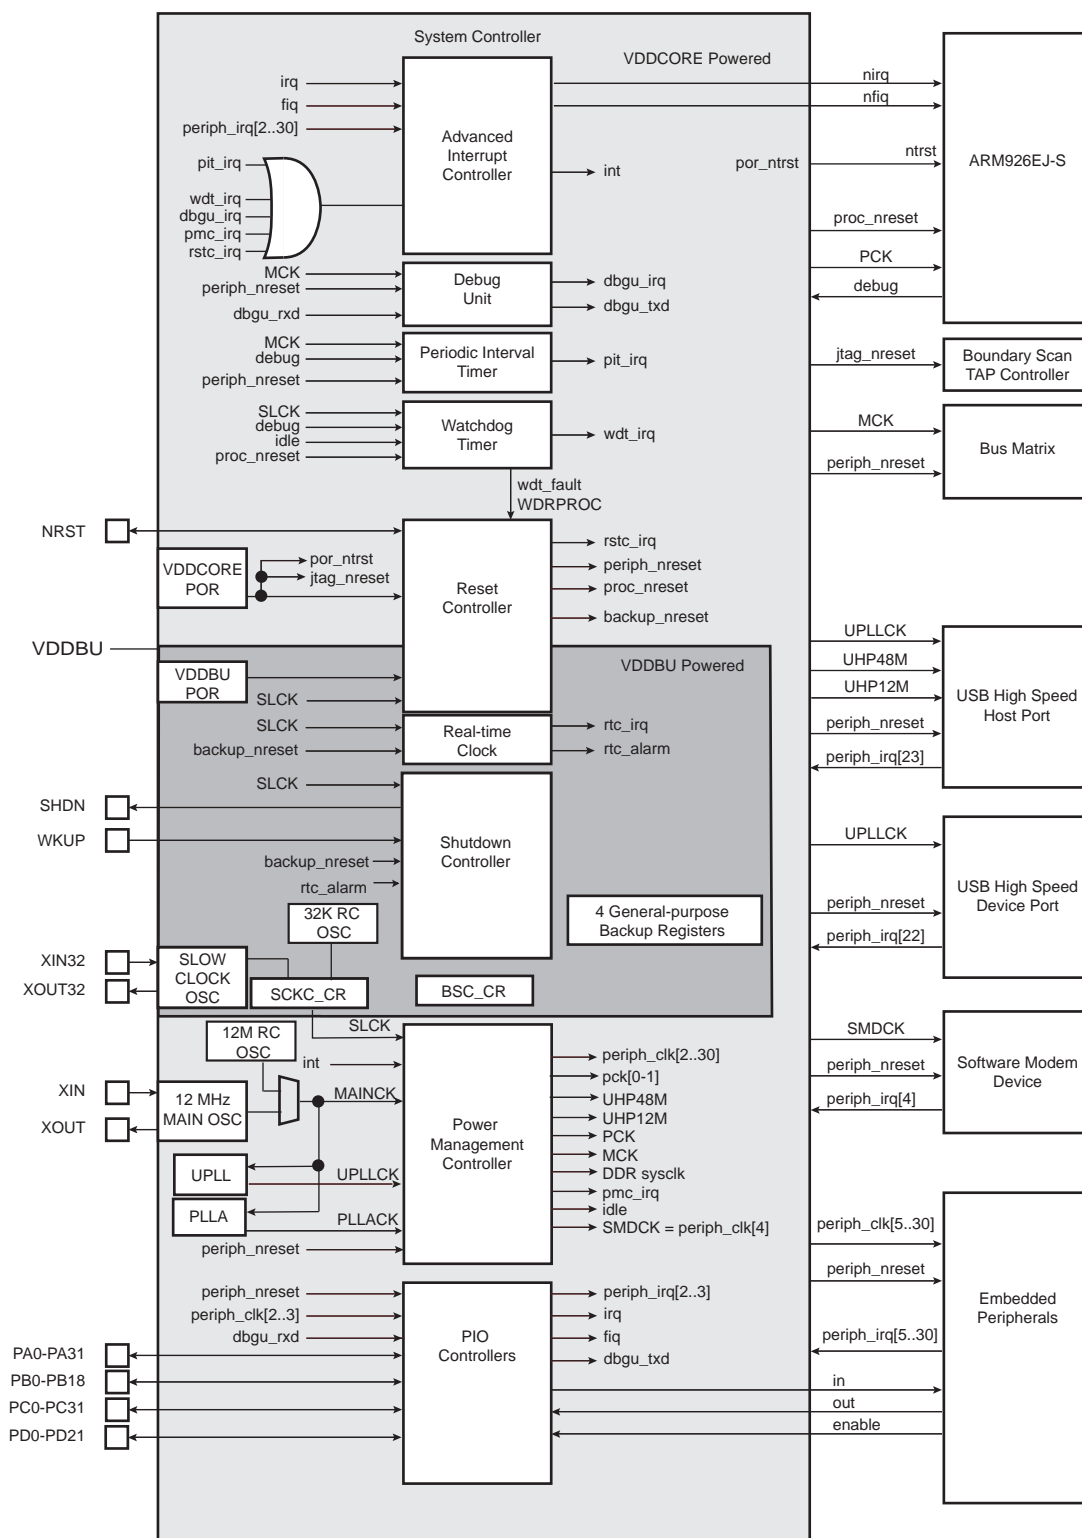 System Controller
VDDCORE Powered
irq
fiq
periph_irq[2..30]
pit_irq
wdt_irq
dbgu_irq
pmc_irq
rstc_irq
Advanced
Interrupt
Controller
int
nirq
nfiq
por_ntrst
ntrst
proc_nreset
PCK
debug
ARM926EJ-S
MCK
periph_nreset
dbgu_rxd
Debug
Unit
dbgu_irq
dbgu_txd
MCK
debug
periph_nreset
Periodic Interval
Timer
pit_irq
jtag_nreset
Boundary Scan
TAP Controller
SLCK
debug
idle
proc_nreset
Watchdog
Timer
wdt_irq
MCK
periph_nreset
Bus Matrix
wdt_fault
WDRPROC
NRST
VDDCORE
POR
por_ntrst
jtag_nreset
Reset
Controller
rstc_irq
periph_nreset
proc_nreset
backup_nreset
VDDBU
VDDBU Powered
VDDBU
POR
SLCK
UPLLCK
UHP48M
UHP12M
periph_nreset
periph_irq[23]
USB High Speed
Host Port
SLCK
backup_nreset
Real-time
Clock
rtc_irq
rtc_alarm
SLCK
SHDN
WKUP
backup_nreset
rtc_alarm
Shutdown
Controller
UPLLCK
periph_nreset
periph_irq[22]
USB High Speed
Device Port
32K RC
OSC
4 General-purpose
Backup Registers
XIN32
XOUT32
SLOW
CLOCK
OSC
SCKC_CR
BSC_CR
12M RC
OSC
SLCK
int
XIN
XOUT
12 MHz
MAIN OSC
MAINCK
UPLL
UPLLCK
PLLA
PLLACK
periph_nreset
Power
Management
Controller
periph_clk[2..30]
pck[0-1]
UHP48M
UHP12M
PCK
MCK
DDR sysclk
pmc_irq
idle
SMDCK = periph_clk[4]
SMDCK
periph_nreset
periph_irq[4]
Software Modem
Device
periph_nreset
periph_clk[2..3]
dbgu_rxd
PA0-PA31
PB0-PB18
PC0-PC31
PD0-PD21
PIO
Controllers
periph_irq[2..3]
irq
fiq
dbgu_txd
periph_clk[5..30]
periph_nreset
periph_irq[5..30]
in
out
enable
Embedded
Peripherals